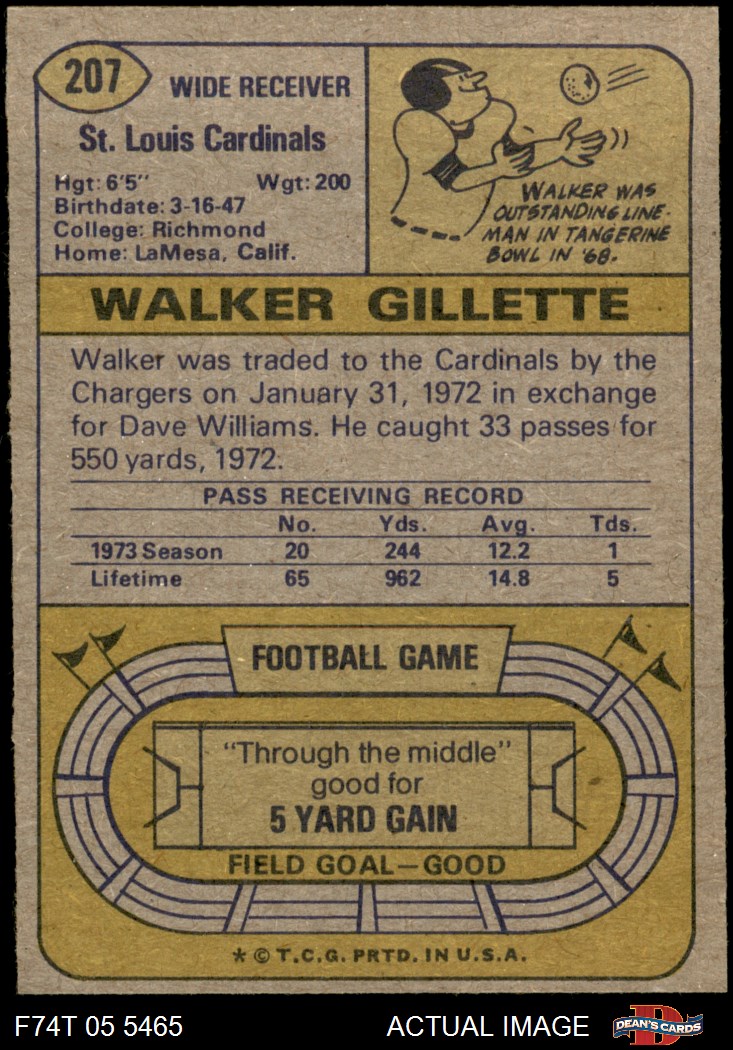 207
WIDE RECEIVER
St. Louis Cardinals
Hgt: 6'5" Wgt: 200
Birthdate: 3-16-47
College: Richmond
Home: LaMesa, Calif.
WALKER WAS
OUTSTANDING LINE-
MAN IN TANGERINE
BOWL IN '68.
WALKER GILLETTE
Walker was traded to the Cardinals by the
Chargers on January 31, 1972 in exchange
for Dave Williams. He caught 33 passes for
550 yards, 1972.
PASS RECEIVING RECORD
No. Yds. Avg. Tds.
1973 Season 20 244 12.2 1
Lifetime 65 962 14.8 5
FOOTBALL GAME
"Through the middle"
good for
5 YARD GAIN
FIELD GOAL—GOOD
* © T.C.G. PRTD. IN U.S.A.
F74T 05 5465 ACTUAL IMAGE D DEAN'S CARDS